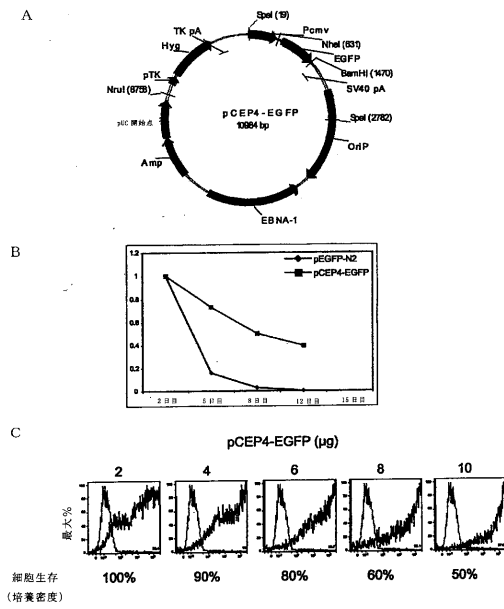 A
SpeI (19)
Pcmv
NheI (631)
EGFP
BamHI (1470)
SV40 pA
SpeI (2782)
OriP
EBNA-1
Amp
pUC 開始点
NruI (8758)
pTK
Hyg
TK pA
pCEP4-EGFP
10984 bp
B
pEGFP-N2
pCEP4-EGFP
1.2
1
0.8
0.6
0.4
0.2
0
2日目
5日目
8日目
12日目
15日目
C
pCEP4-EGFP (μg)
2 4 6 8 10
最大%
細胞生存 100% 90% 80% 60% 50%
(培養密度)